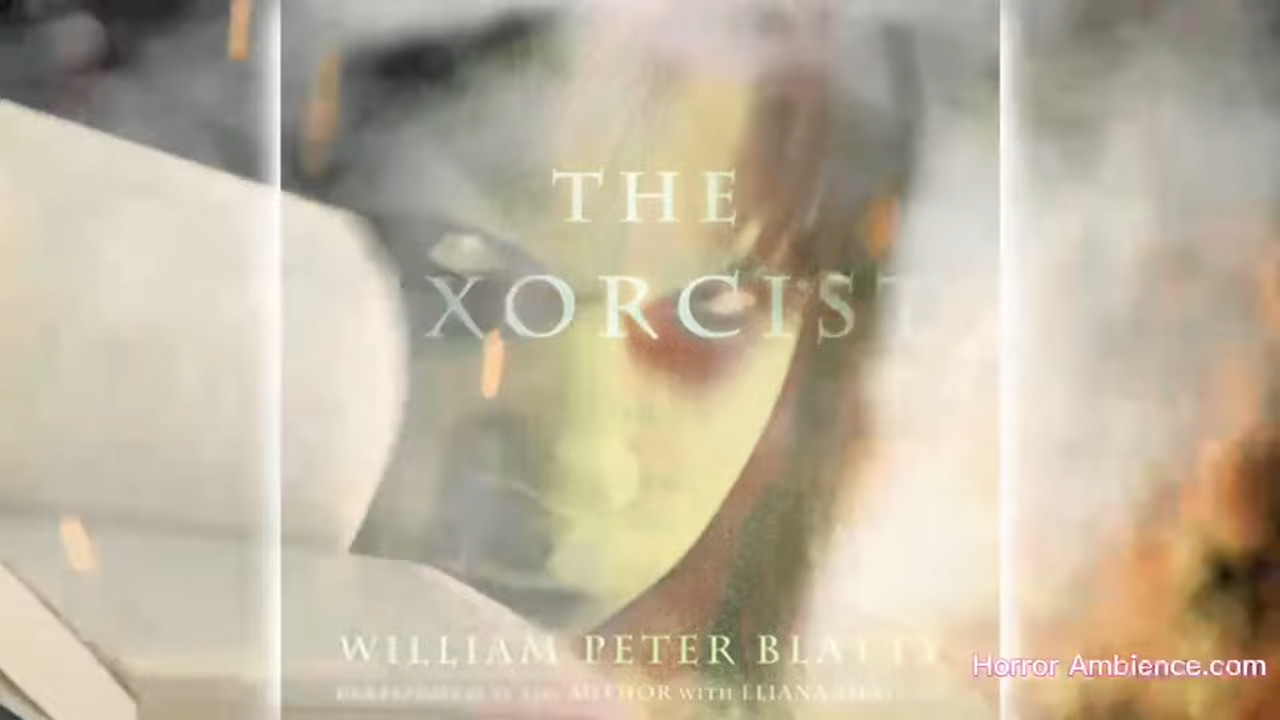 THE
XORCIST
WILLIAM PETER BLATTY
AUTHOR WITH ELIANA
Horror Ambience.com